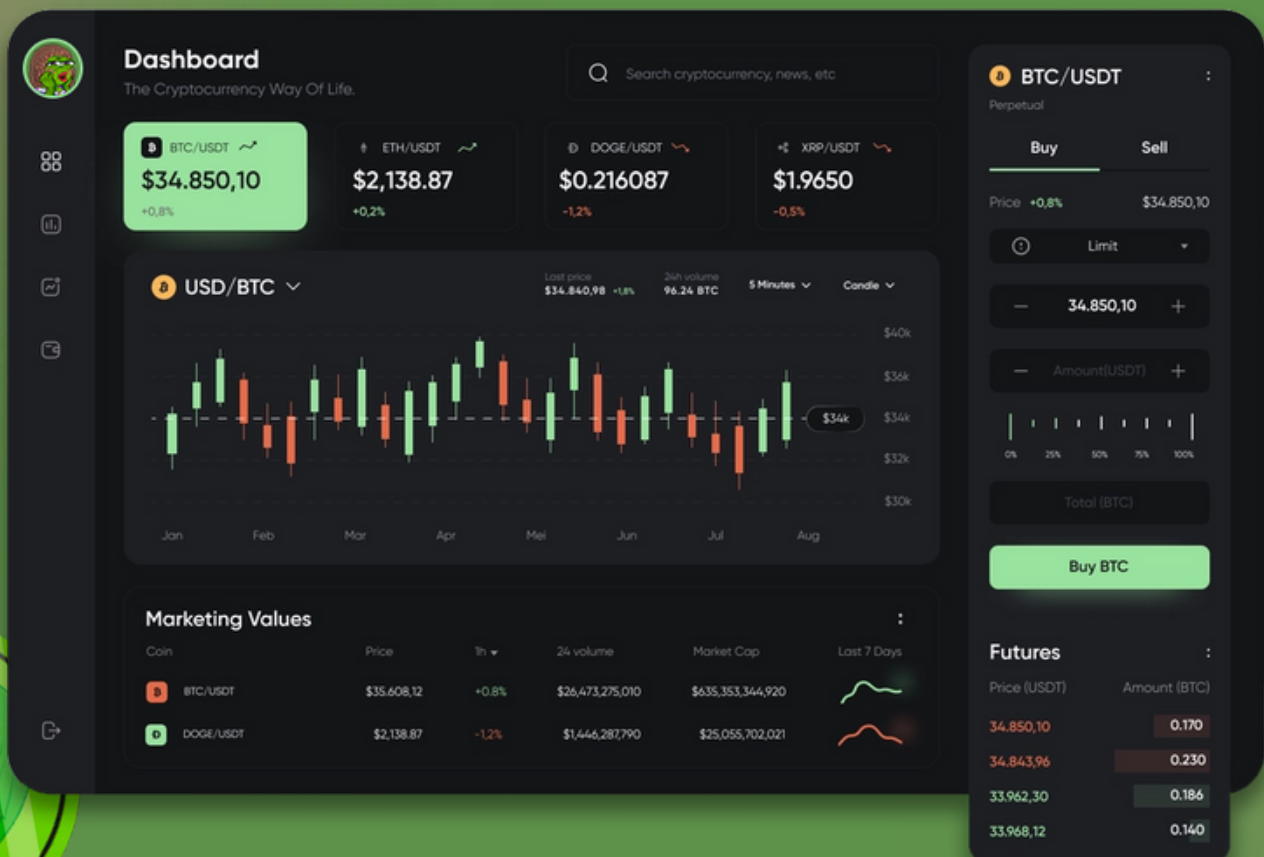 Dashboard
The Cryptocurrency Way Of Life.
Search cryptocurrency, news, etc
BTC/USDT
$34.850,10
+0,8%
ETH/USDT
$2,138.87
+0,2%
DOGE/USDT
$0.216087
-1,2%
XRP/USDT
$1.9650
-0,5%
USD/BTC
Last price
$34.840,98 +1,8%
24h volume
96.24 BTC
5 Minutes
Candle
$40k
$36k
$34k
$34k
$32k
$30k
Jan Feb Mar Apr Mei Jun Jul Aug
Marketing Values
Coin Price 1h 24 volume Market Cap Last 7 Days
BTC/USDT $35.608,12 +0.8% $26,473,275,010 $635,353,344,920
DOGE/USDT $2,138.87 -1,2% $1,446,287,790 $25,055,702,021
BTC/USDT
Perpetual
Buy Sell
Price +0,8% $34.850,10
Limit
34.850,10
Amount(USDT)
0% 25% 50% 75% 100%
Total (BTC)
Buy BTC
Futures
Price (USDT) Amount (BTC)
34.850,10 0.170
34.843,96 0.230
33.962,30 0.186
33.968,12 0.140